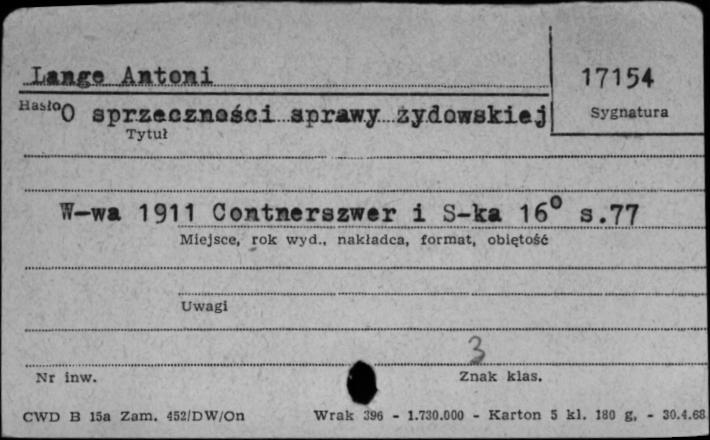 Lange Antoni
17154
Hasło
O sprzeczności sprawy żydowskiej
Sygnatura
Tytuł
W-wa 1911 Contnerszwer i S-ka 16° s.77
Miejsce, rok wyd., nakładca, format, objętość
Uwagi
3
Nr inw.
Znak klas.
CWD B 15a Zam. 452/DW/On
Wrak 396 - 1.730.000 - Karton 5 kl. 180 g, - 30.4.68